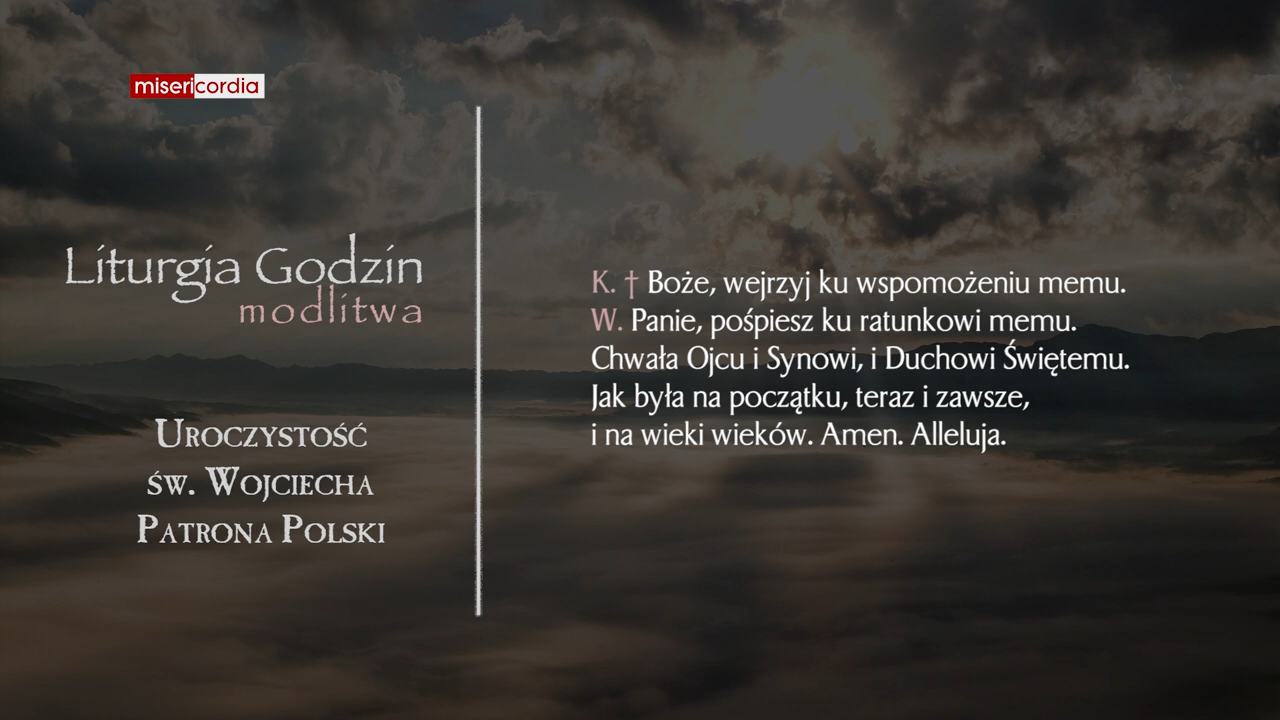 misericordia
Liturgia Godzin
modlitwa
Uroczystość
św. Wojciecha
Patrona Polski
K. † Boże, wejrzyj ku wspomożeniu memu.
W. Panie, pośpiesz ku ratunkowi memu.
Chwała Ojcu i Synowi, i Duchowi Świętemu.
Jak była na początku, teraz i zawsze,
i na wieki wieków. Amen. Alleluja.